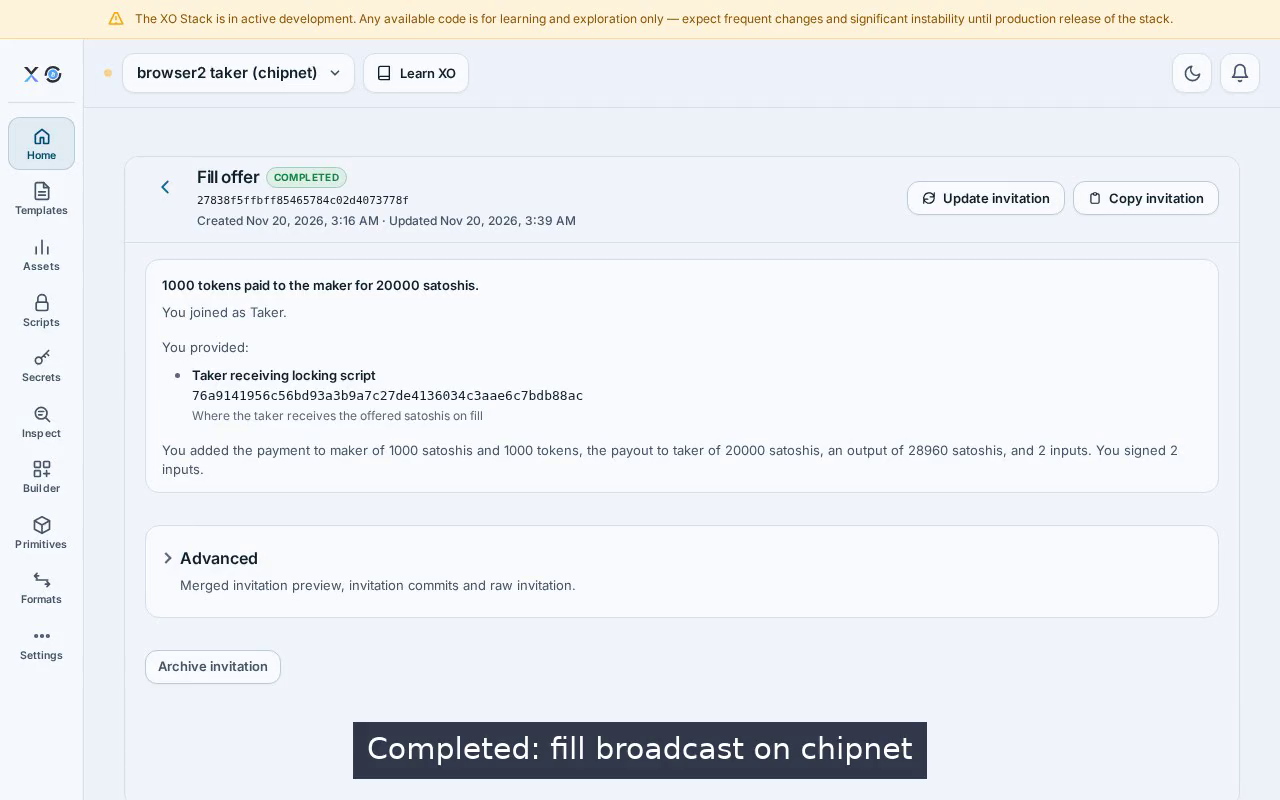 The XO Stack is in active development. Any available code is for learning and exploration only — expect frequent changes and significant instability until production release of the stack.
XO
browser2 taker (chipnet)
Learn XO
Home
Templates
Assets
Scripts
Secrets
Inspect
Builder
Primitives
Formats
Settings
Fill offer COMPLETED
27838f5ffbff85465784c02d4073778f
Created Nov 20, 2026, 3:16 AM · Updated Nov 20, 2026, 3:39 AM
Update invitation
Copy invitation
1000 tokens paid to the maker for 20000 satoshis.
You joined as Taker.
You provided:
• Taker receiving locking script
76a9141956c56bd93a3b9a7c27de4136034c3aae6c7bdb88ac
Where the taker receives the offered satoshis on fill
You added the payment to maker of 1000 satoshis and 1000 tokens, the payout to taker of 20000 satoshis, an output of 28960 satoshis, and 2 inputs. You signed 2
inputs.
Advanced
Merged invitation preview, invitation commits and raw invitation.
Archive invitation
Completed: fill broadcast on chipnet